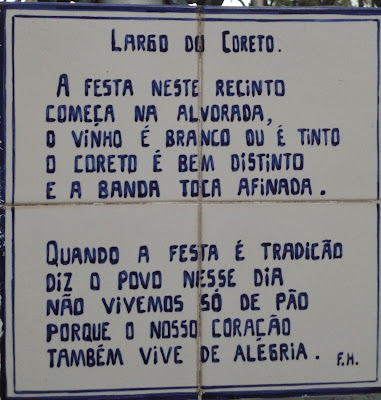 LARGO DO CORETO.
A FESTA NESTE RECINTO
COMEÇA NA ALVORADA,
O VINHO É BRANCO OU É TINTO
O CORETO É BEM DISTINTO
E A BANDA TOCA AFINADA.
QUANDO A FESTA É TRADIÇÃO
DIZ O POVO NESSE DIA
NÃO VIVEMOS SÓ DE PÃO
PORQUE O NOSSO CORAÇÃO
TAMBÉM VIVE DE ALÉGRIA. F.H.